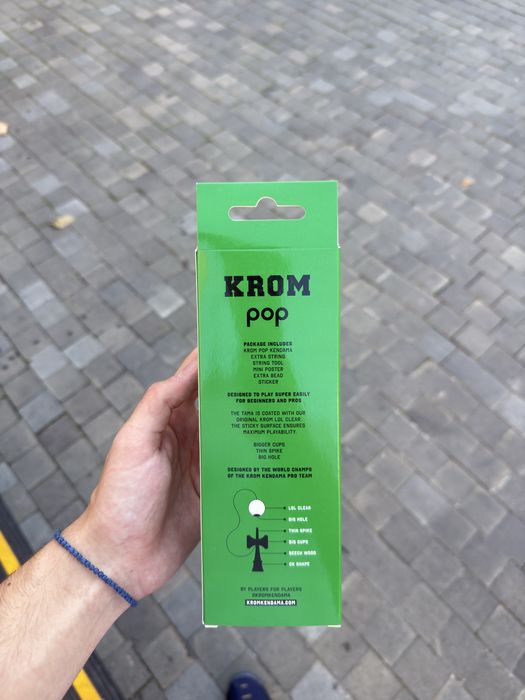 KROM
pop
PACKAGE INCLUDES
KROM POP KENDAMA
EXTRA STRING
STRING TOOL
MINI POSTER
EXTRA BEAD
STICKER
DESIGNED TO PLAY SUPER EASILY
FOR BEGINNERS AND PROS
THE TAMA IS COATED WITH OUR
ORIGINAL KROM LOL CLEAR.
THE STICKY SURFACE ENSURES
MAXIMUM PLAYABILITY.
BIGGER CUPS
THIN SPIKE
BIG HOLE
DESIGNED BY THE WORLD CHAMPS
OF THE KROM KENDAMA PRO TEAM
LOL CLEAR
BIG HOLE
THIN SPIKE
BIG CUPS
BEECH WOOD
OK SHAPE
BY PLAYERS FOR PLAYERS
@KROMKENDAMA
KROMKENDAMA.COM